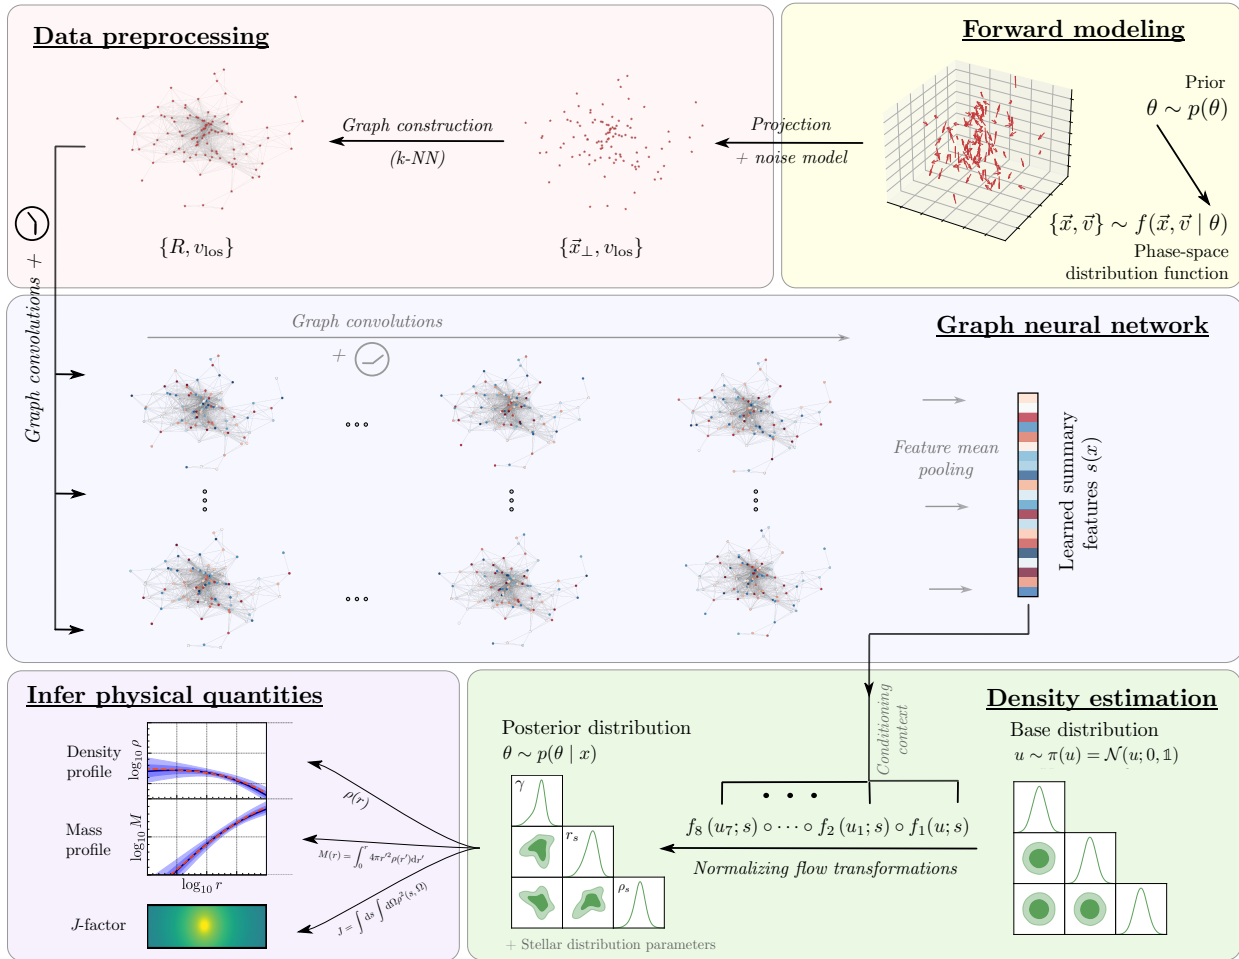 Data preprocessing
Graph construction
(k-NN)
Projection
+ noise model
{R, v_los}
{x⃗_⊥, v_los}
Forward modeling
Prior
θ ∼ p(θ)
{x⃗, v⃗} ∼ f(x⃗, v⃗ | θ)
Phase-space
distribution function
Graph convolutions +
Graph neural network
Graph convolutions
+
Feature mean
pooling
Learned summary
features s(x)
Infer physical quantities
Density
profile
log₁₀ ρ
Mass
profile
log₁₀ M
log₁₀ r
J-factor
ρ(r)
M(r) = ∫₀^r 4πr′²ρ(r′)dr′
J = ∫ ds ∫ dΩρ²(s, Ω)
Density estimation
Conditioning
context
Posterior distribution
θ ∼ p(θ | x)
γ
r_s
ρ_s
+ Stellar distribution parameters
f₈ (u₇; s) ∘ ⋯ ∘ f₂ (u₁; s) ∘ f₁(u; s)
Normalizing flow transformations
Base distribution
u ∼ π(u) = 𝒩(u; 0, 𝟙)